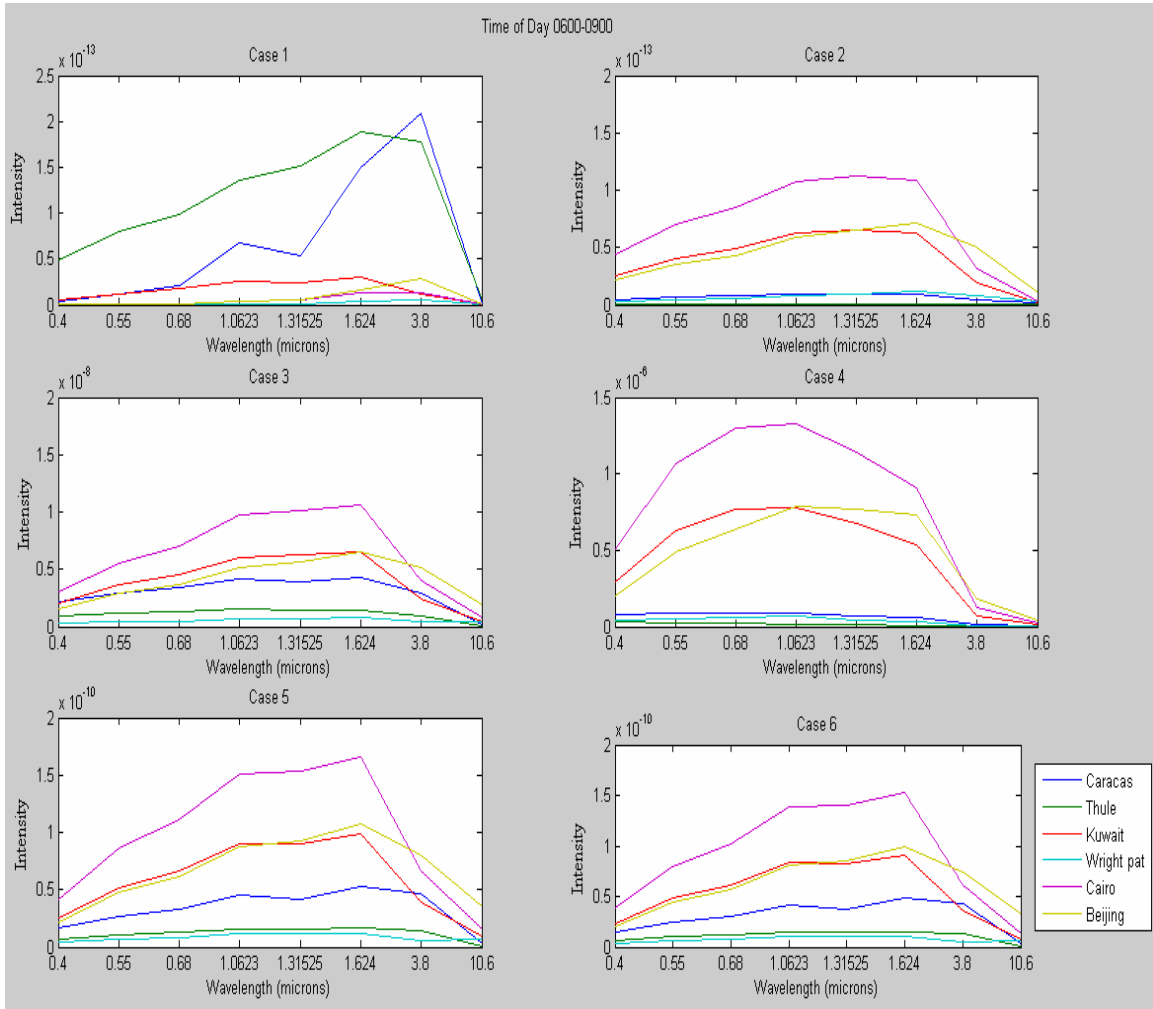 Time of Day 0600-0900
x 10^-13
Case 1
2.5
2
1.5
1
0.5
0
Intensity
0.4 0.55 0.68 1.0623 1.31525 1.624 3.8 10.6
Wavelength (microns)
x 10^-13
Case 2
2
1.5
1
0.5
0
Intensity
0.4 0.55 0.68 1.0623 1.31525 1.624 3.8 10.6
Wavelength (microns)
x 10^-8
Case 3
2
1.5
1
0.5
0
Intensity
0.4 0.55 0.68 1.0623 1.31525 1.624 3.8 10.6
Wavelength (microns)
x 10^-6
Case 4
1.5
1
0.5
0
Intensity
0.4 0.55 0.68 1.0623 1.31525 1.624 3.8 10.6
Wavelength (microns)
x 10^-10
Case 5
2
1.5
1
0.5
0
Intensity
0.4 0.55 0.68 1.0623 1.31525 1.624 3.8 10.6
Wavelength (microns)
x 10^-10
Case 6
2
1.5
1
0.5
0
Intensity
0.4 0.55 0.68 1.0623 1.31525 1.624 3.8 10.6
Wavelength (microns)
Caracas
Thule
Kuwait
Wright pat
Cairo
Beijing